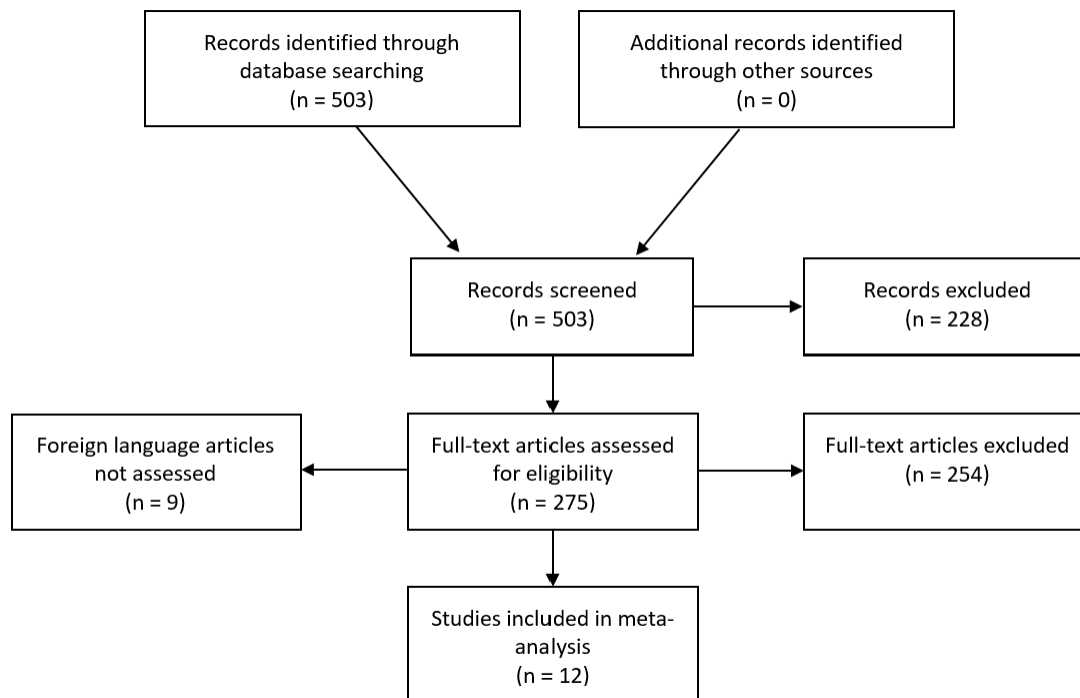 Records identified through
database searching
(n = 503)
Additional records identified
through other sources
(n = 0)
Records screened
(n = 503)
Records excluded
(n = 228)
Foreign language articles
not assessed
(n = 9)
Full-text articles assessed
for eligibility
(n = 275)
Full-text articles excluded
(n = 254)
Studies included in meta-
analysis
(n = 12)